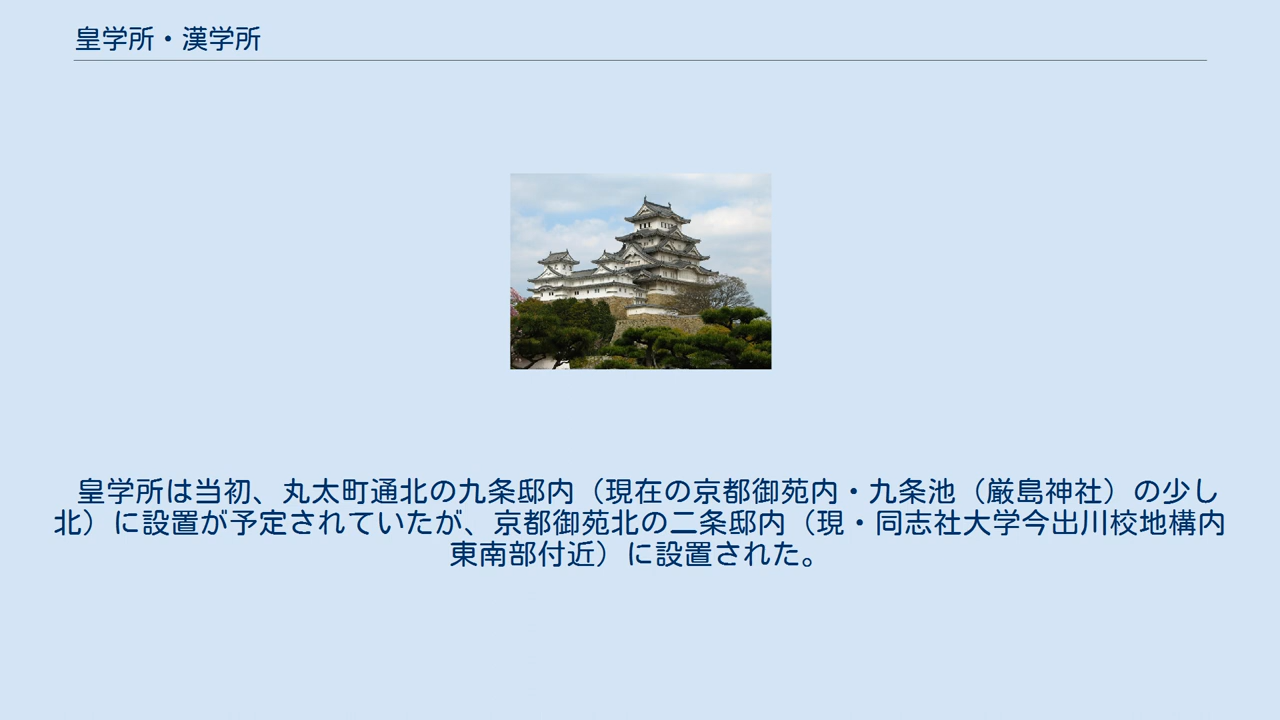 皇学所・漢学所
皇学所は当初、丸太町通北の九条邸内（現在の京都御苑内・九条池（厳島神社）の少し
北）に設置が予定されていたが、京都御苑北の二条邸内（現・同志社大学今出川校地構内
東南部付近）に設置された。